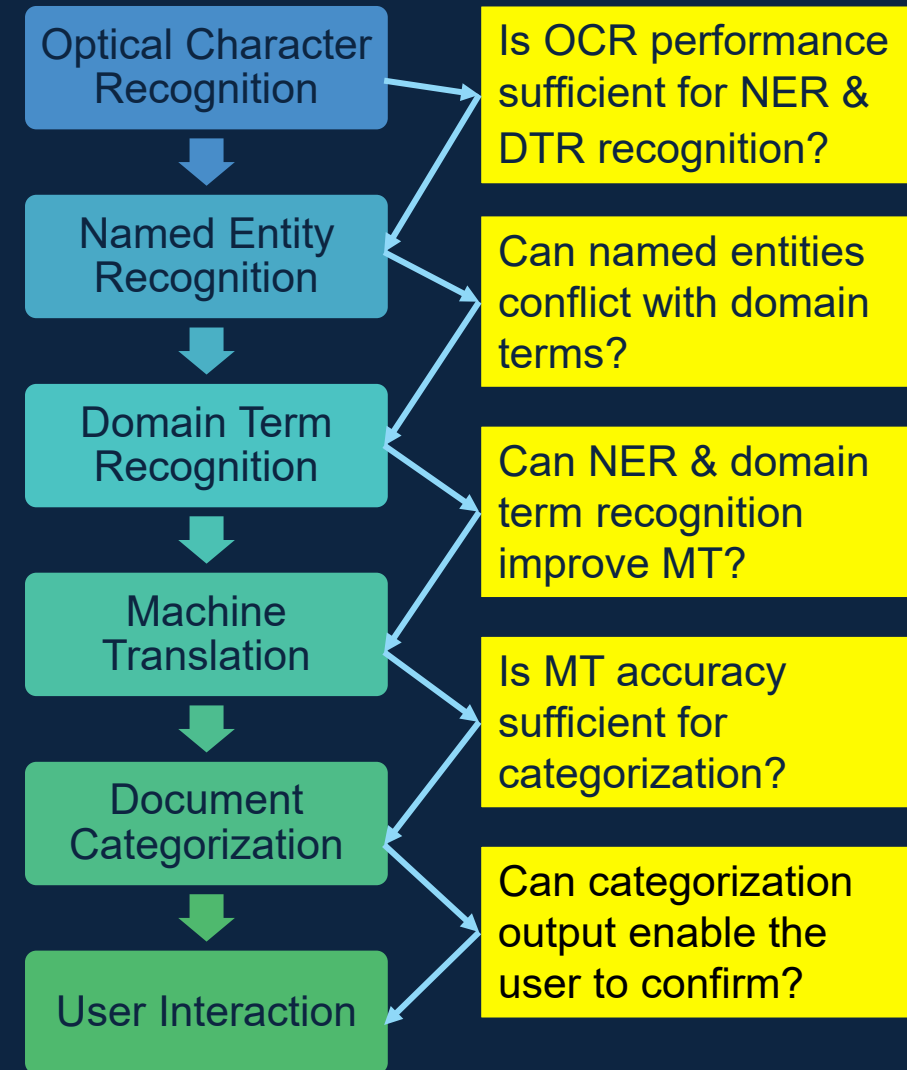 Optical Character
Recognition
Is OCR performance
sufficient for NER &
DTR recognition?
Named Entity
Recognition
Can named entities
conflict with domain
terms?
Domain Term
Recognition
Can NER & domain
term recognition
improve MT?
Machine
Translation
Is MT accuracy
sufficient for
categorization?
Document
Categorization
Can categorization
output enable the
user to confirm?
User Interaction